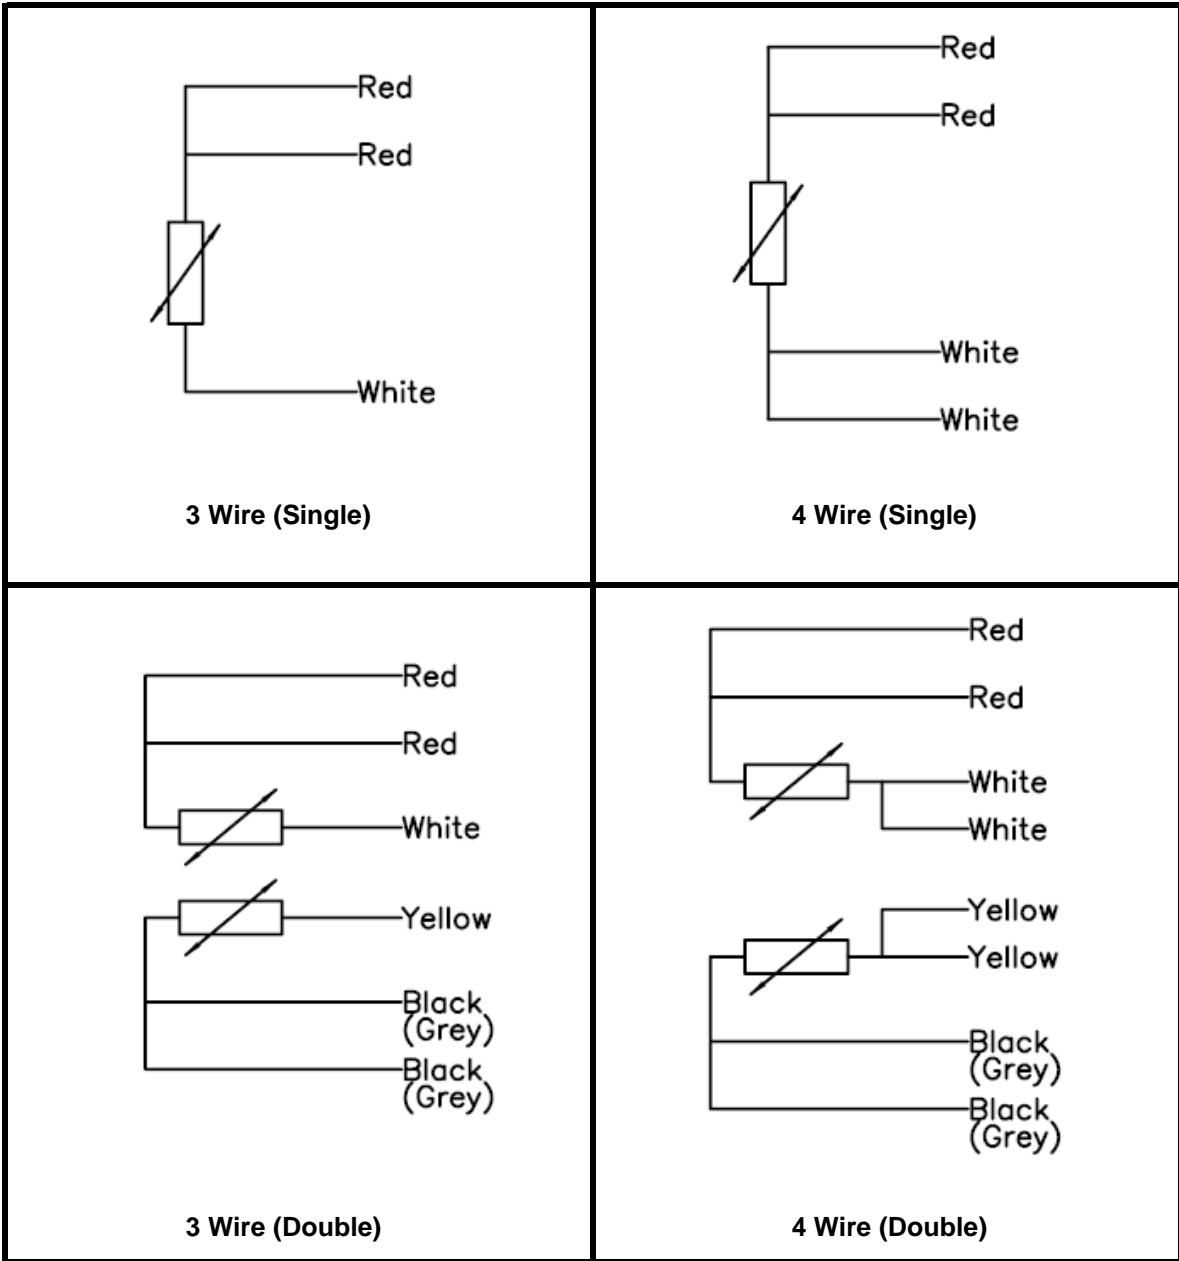 Red
Red
White
3 Wire (Single)
Red
Red
White
White
4 Wire (Single)
Red
Red
White
Yellow
Black
(Grey)
Black
(Grey)
3 Wire (Double)
Red
Red
White
White
Yellow
Yellow
Black
(Grey)
Black
(Grey)
4 Wire (Double)